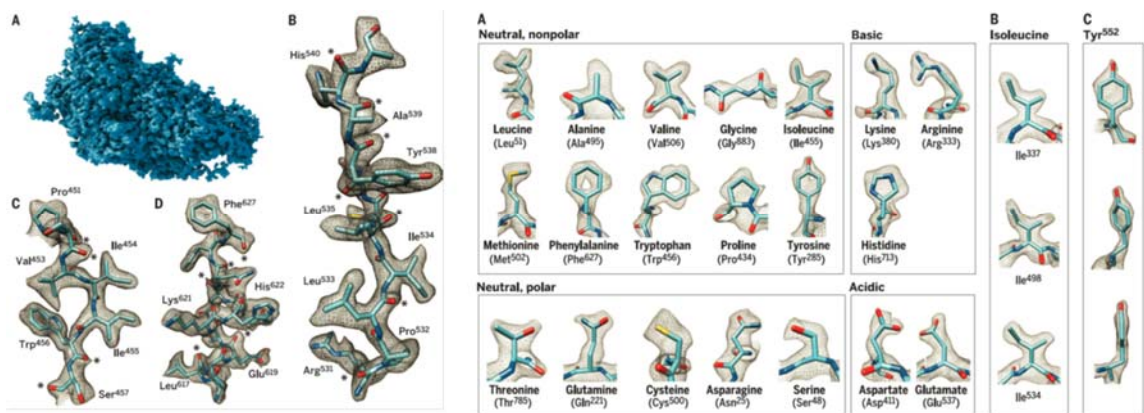 A
B
His540
Ala539
Tyr538
Leu535
Ile534
Leu533
Pro532
Arg531
C
Pro451
Ile454
Val453
Trp456
Ile455
Ser457
D
Phe627
His622
Lys621
Glu619
Leu617
A
Neutral, nonpolar
Leucine
(Leu51)
Alanine
(Ala495)
Valine
(Val506)
Glycine
(Gly883)
Isoleucine
(Ile455)
Methionine
(Met502)
Phenylalanine
(Phe627)
Tryptophan
(Trp456)
Proline
(Pro434)
Tyrosine
(Tyr285)
Basic
Lysine
(Lys380)
Arginine
(Arg333)
Histidine
(His713)
Neutral, polar
Threonine
(Thr785)
Glutamine
(Gln221)
Cysteine
(Cys500)
Asparagine
(Asn25)
Serine
(Ser48)
Acidic
Aspartate
(Asp411)
Glutamate
(Glu537)
B
Isoleucine
Ile337
Ile498
Ile534
C
Tyr552